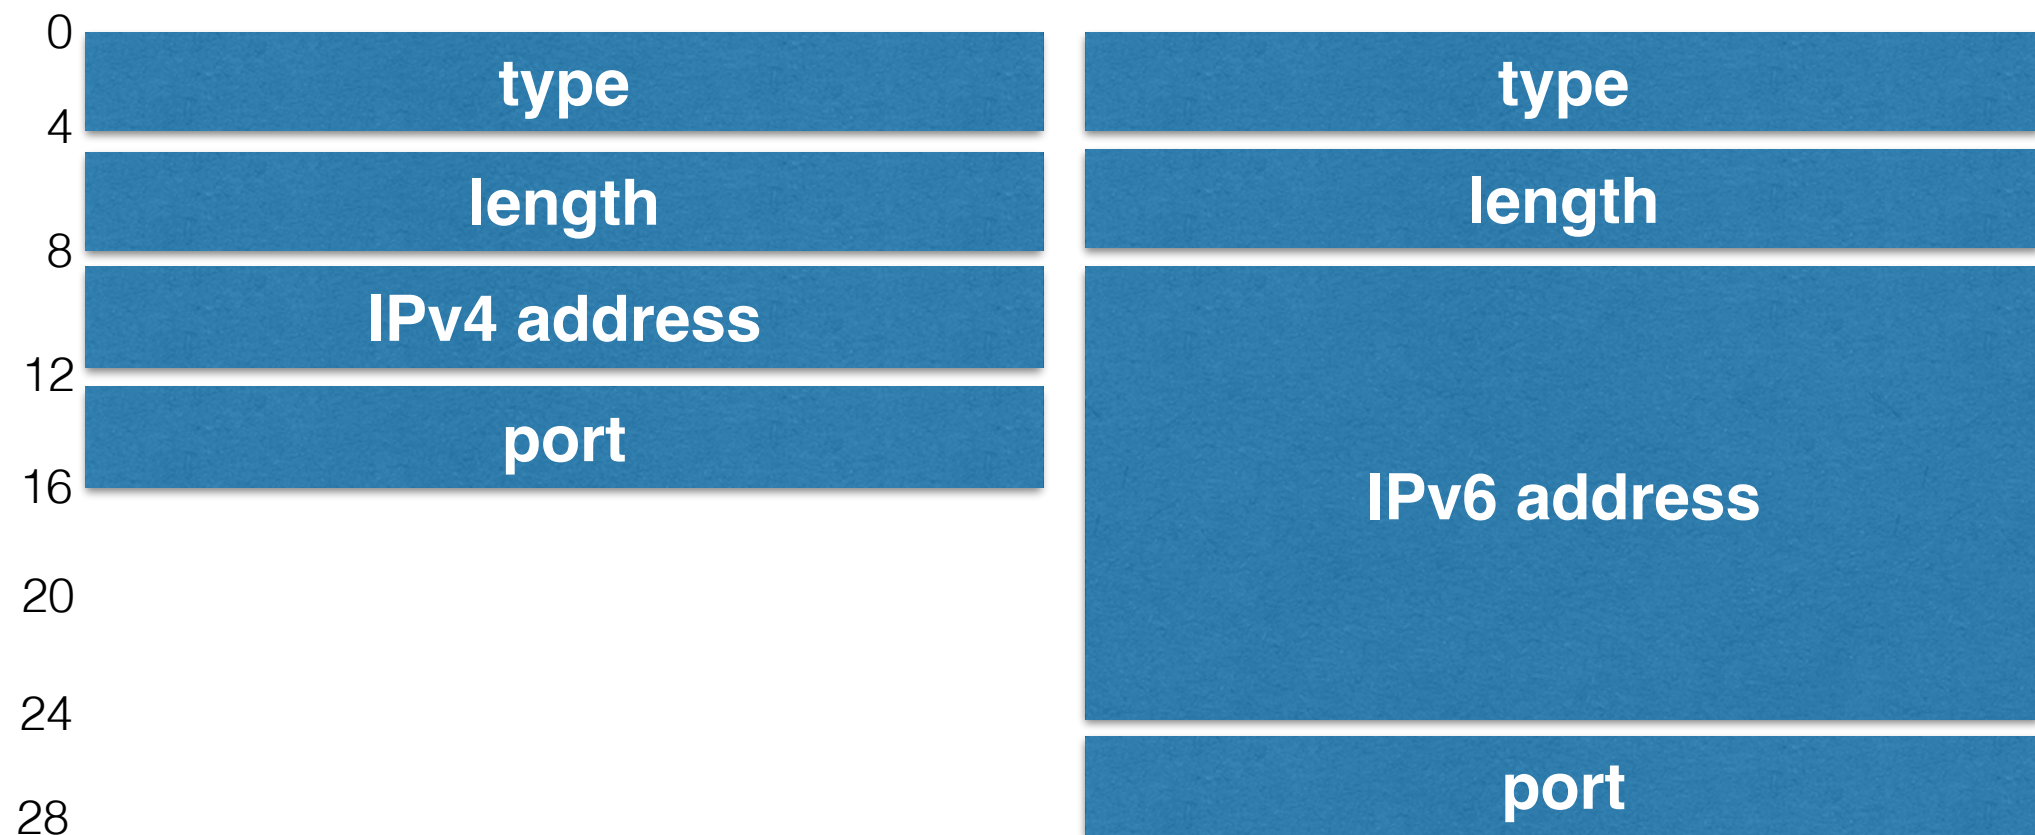 0
type
type
4
length
length
8
IPv4 address
12
port
16
IPv6 address
20
24
port
28